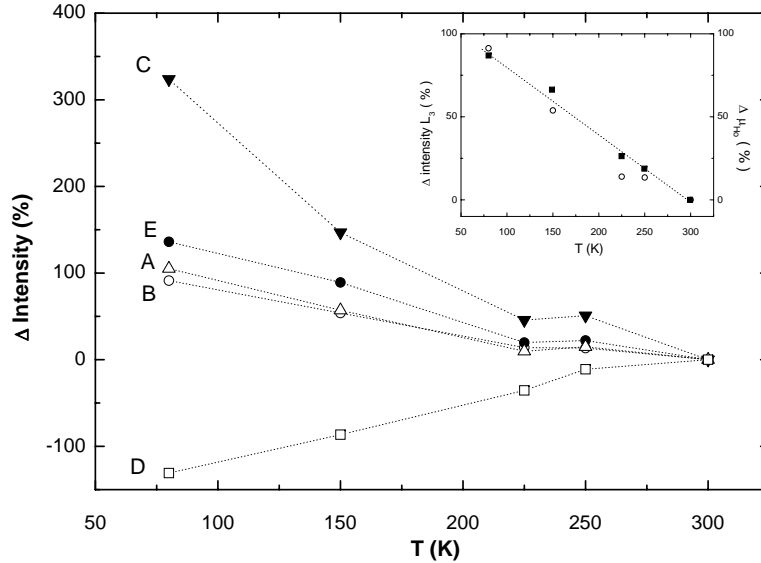 400
300
200
100
0
-100
Δ Intensity (%)
50 100 150 200 250 300
T (K)
C
E
A
B
D
100
50
0
Δ intensity L₃ ( % )
100
50
0
Δ μ_Ho ( % )
50 100 150 200 250 300
T (K)